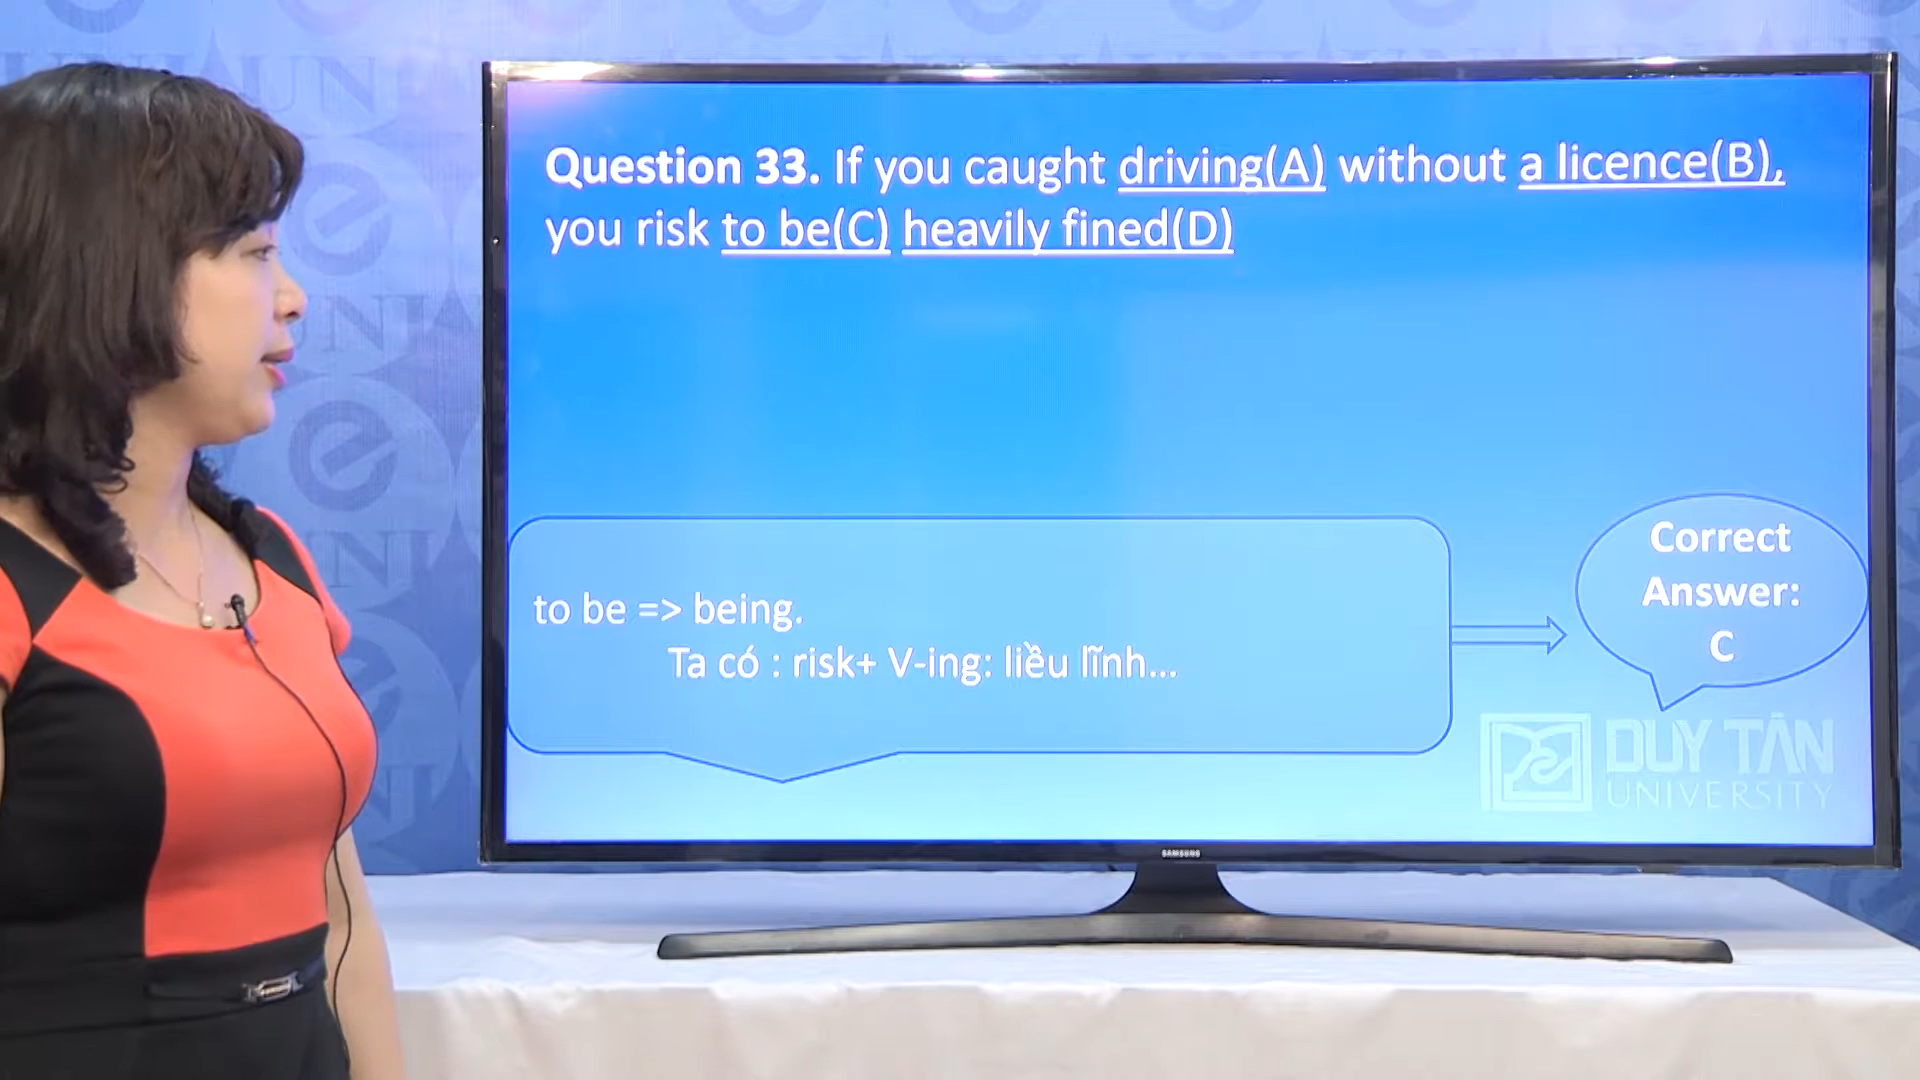 Question 33. If you caught driving(A) without a licence(B),
you risk to be(C) heavily fined(D)
to be => being.
Ta có : risk+ V-ing: liều lĩnh...
Correct
Answer:
C
DUY TÂN
UNIVERSITY
SAMSUNG